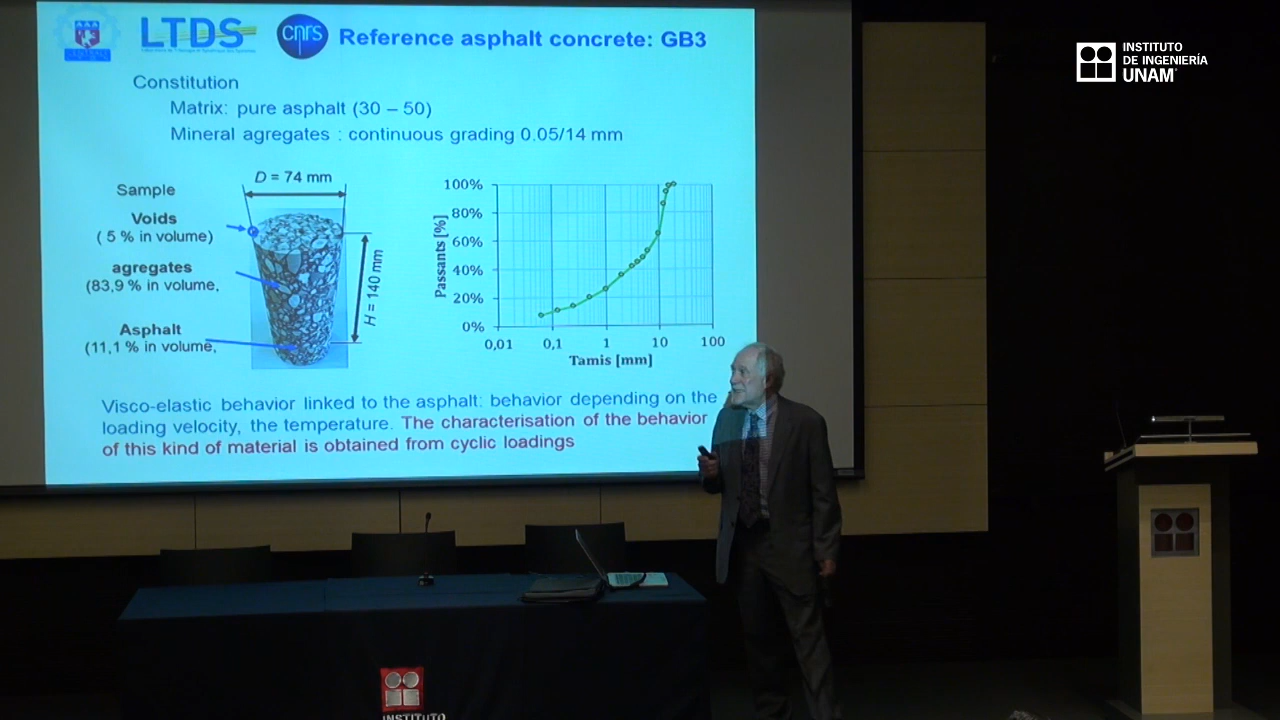 LTDS
cnrs
Reference asphalt concrete: GB3
INSTITUTO
DE INGENIERÍA
UNAM
Constitution
Matrix: pure asphalt (30 – 50)
Mineral agregates : continuous grading 0.05/14 mm
D = 74 mm
Sample
Voids
( 5 % in volume)
agregates
(83,9 % in volume,
Asphalt
(11,1 % in volume,
H = 140 mm
Passants [%]
100%
80%
60%
40%
20%
0%
0,01
0,1
1
10
100
Tamis [mm]
Visco-elastic behavior linked to the asphalt: behavior depending on the
loading velocity, the temperature. The characterisation of the behavior
of this kind of material is obtained from cyclic loadings
INSTITUTO